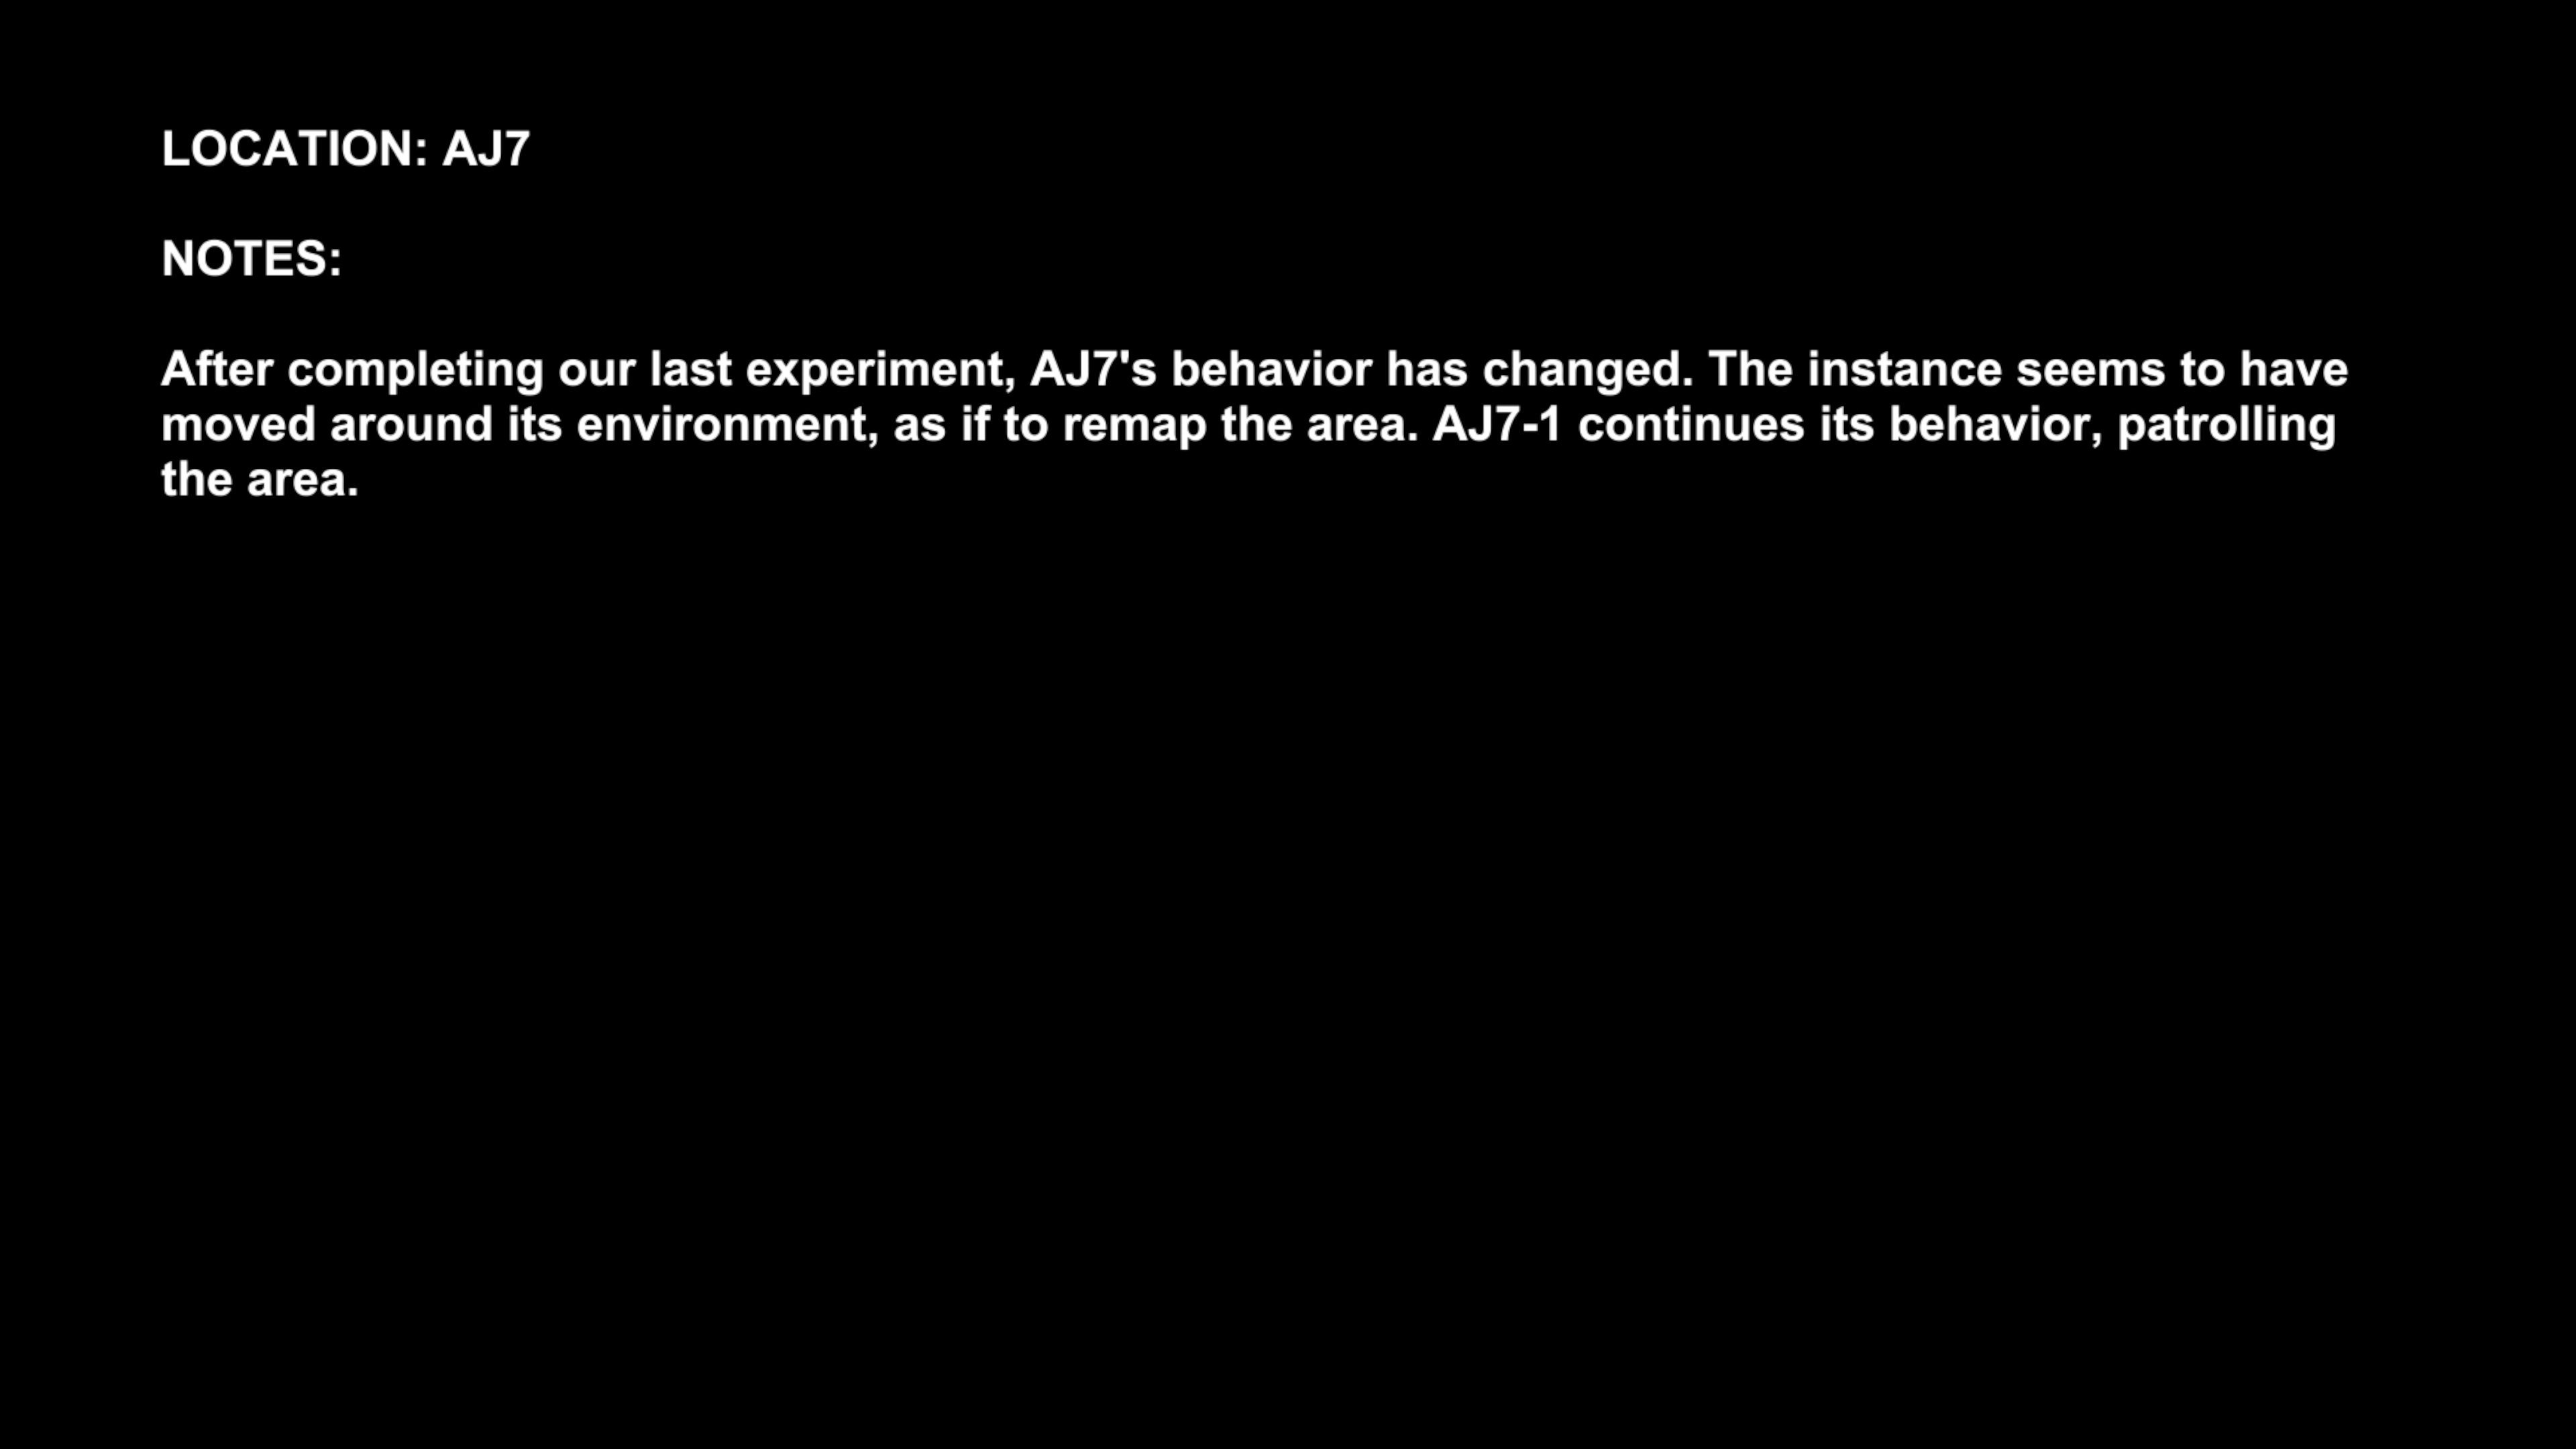 LOCATION: AJ7
NOTES:
After completing our last experiment, AJ7's behavior has changed. The instance seems to have
moved around its environment, as if to remap the area. AJ7-1 continues its behavior, patrolling
the area.